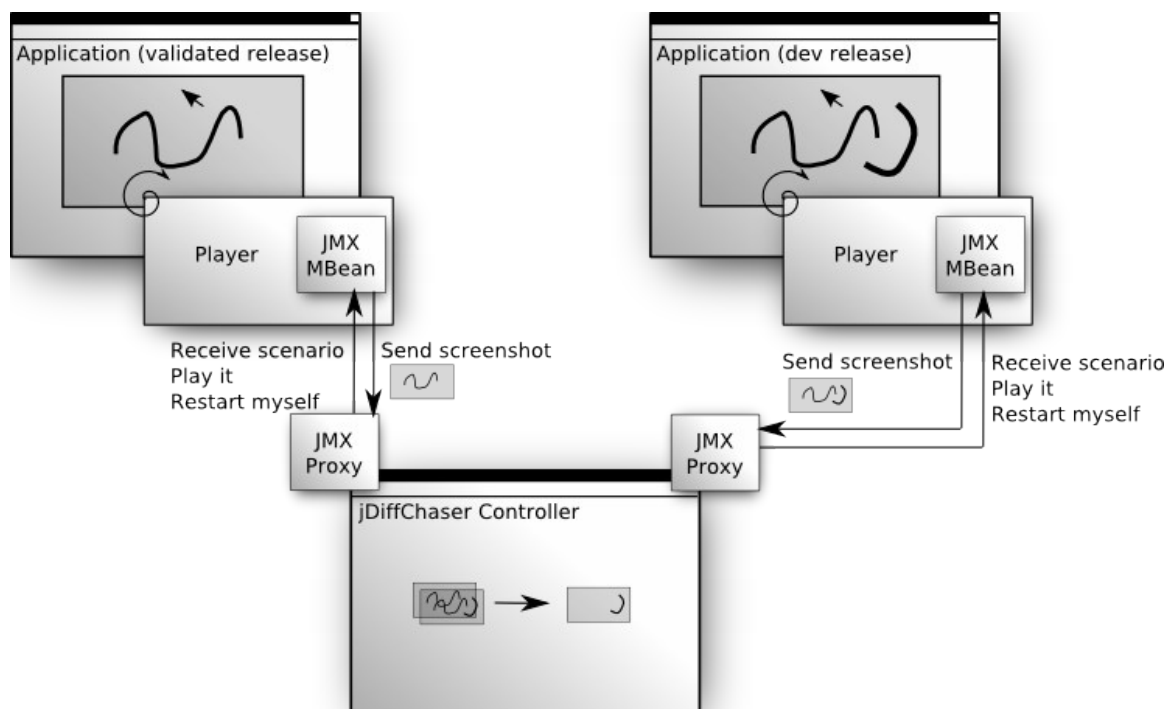 Application (validated release)
Application (dev release)
Player
JMX
MBean
Player
JMX
MBean
Receive scenario
Play it
Restart myself
Send screenshot
Send screenshot
Receive scenario
Play it
Restart myself
JMX
Proxy
JMX
Proxy
jDiffChaser Controller